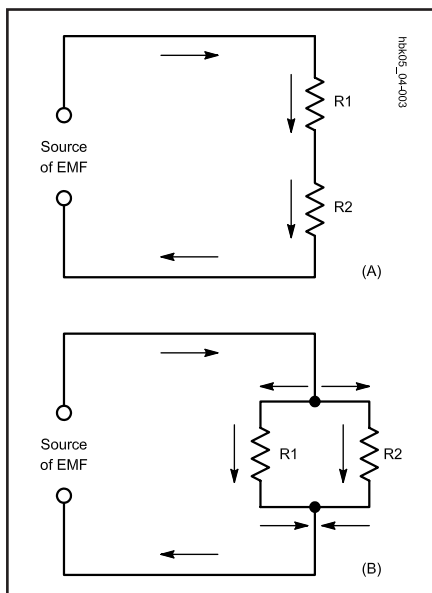 hbk05_04-003
R1
Source
of EMF
R2
(A)
Source
of EMF
R1
R2
(B)